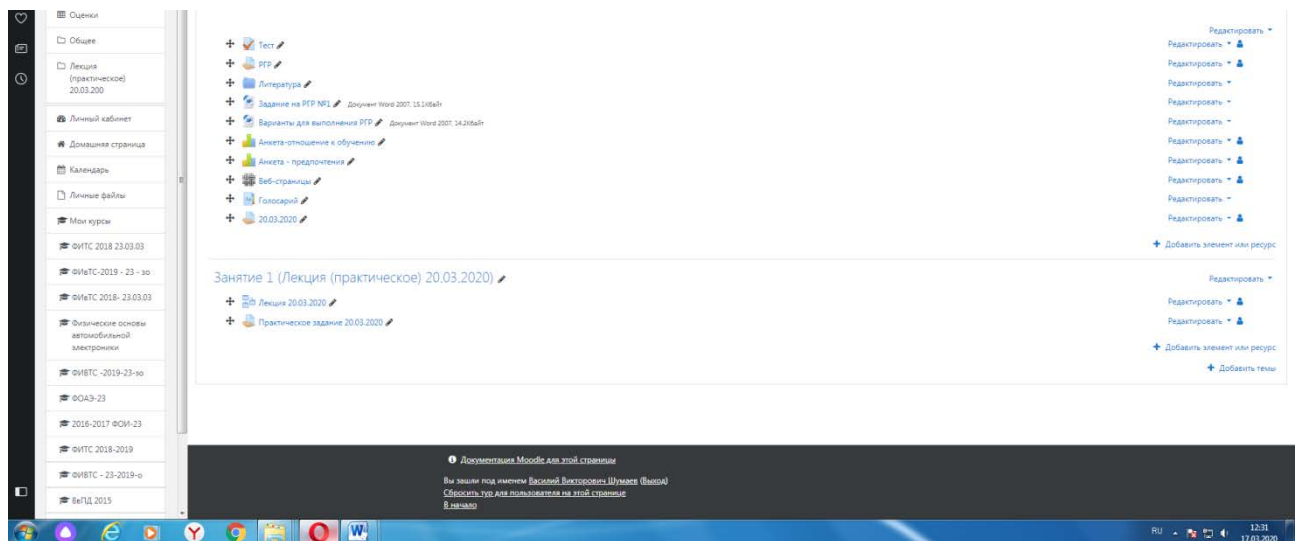 Оценки
Общее
Лекция
(практическое)
20.03.200
Личный кабинет
Домашняя страница
Календарь
Личные файлы
Мои курсы
ФИТС 2018 23.03.03
ФИвТС-2019 - 23 - зо
ФИвТС 2018- 23.03.03
Физические основы
автомобильной
электроники
ФИВТС -2019-23-зо
ФОАЭ-23
2016-2017 ФОИ-23
ФИТС 2018-2019
ФИВТС - 23-2019-о
ВеПД 2015
Редактировать
Тест Редактировать
РГР Редактировать
Литература Редактировать
Задание на РГР №1 Документ Word 2007, 15.1Кбайт Редактировать
Варианты для выполнения РГР Документ Word 2007, 14.2Кбайт Редактировать
Анкета-отношение к обучению Редактировать
Анкета - предпочтения Редактировать
Веб-страницы Редактировать
Голосарий Редактировать
20.03.2020 Редактировать
Добавить элемент или ресурс
Занятие 1 (Лекция (практическое) 20.03.2020) Редактировать
Лекция 20.03.2020 Редактировать
Практическое задание 20.03.2020 Редактировать
Добавить элемент или ресурс
Добавить темы
Документация Moodle для этой страницы
Вы зашли под именем Василий Викторович Шумаев (Выход)
Сбросить тур для пользователя на этой странице
В начало
RU
12:31
17.03.2020